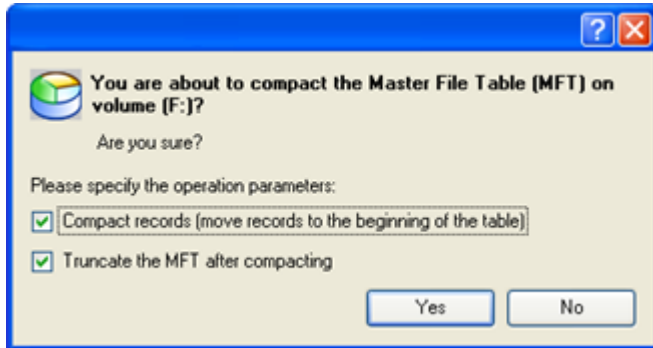 You are about to compact the Master File Table (MFT) on
volume (F:)?
Are you sure?
Please specify the operation parameters:
Compact records (move records to the beginning of the table)
Truncate the MFT after compacting
Yes No